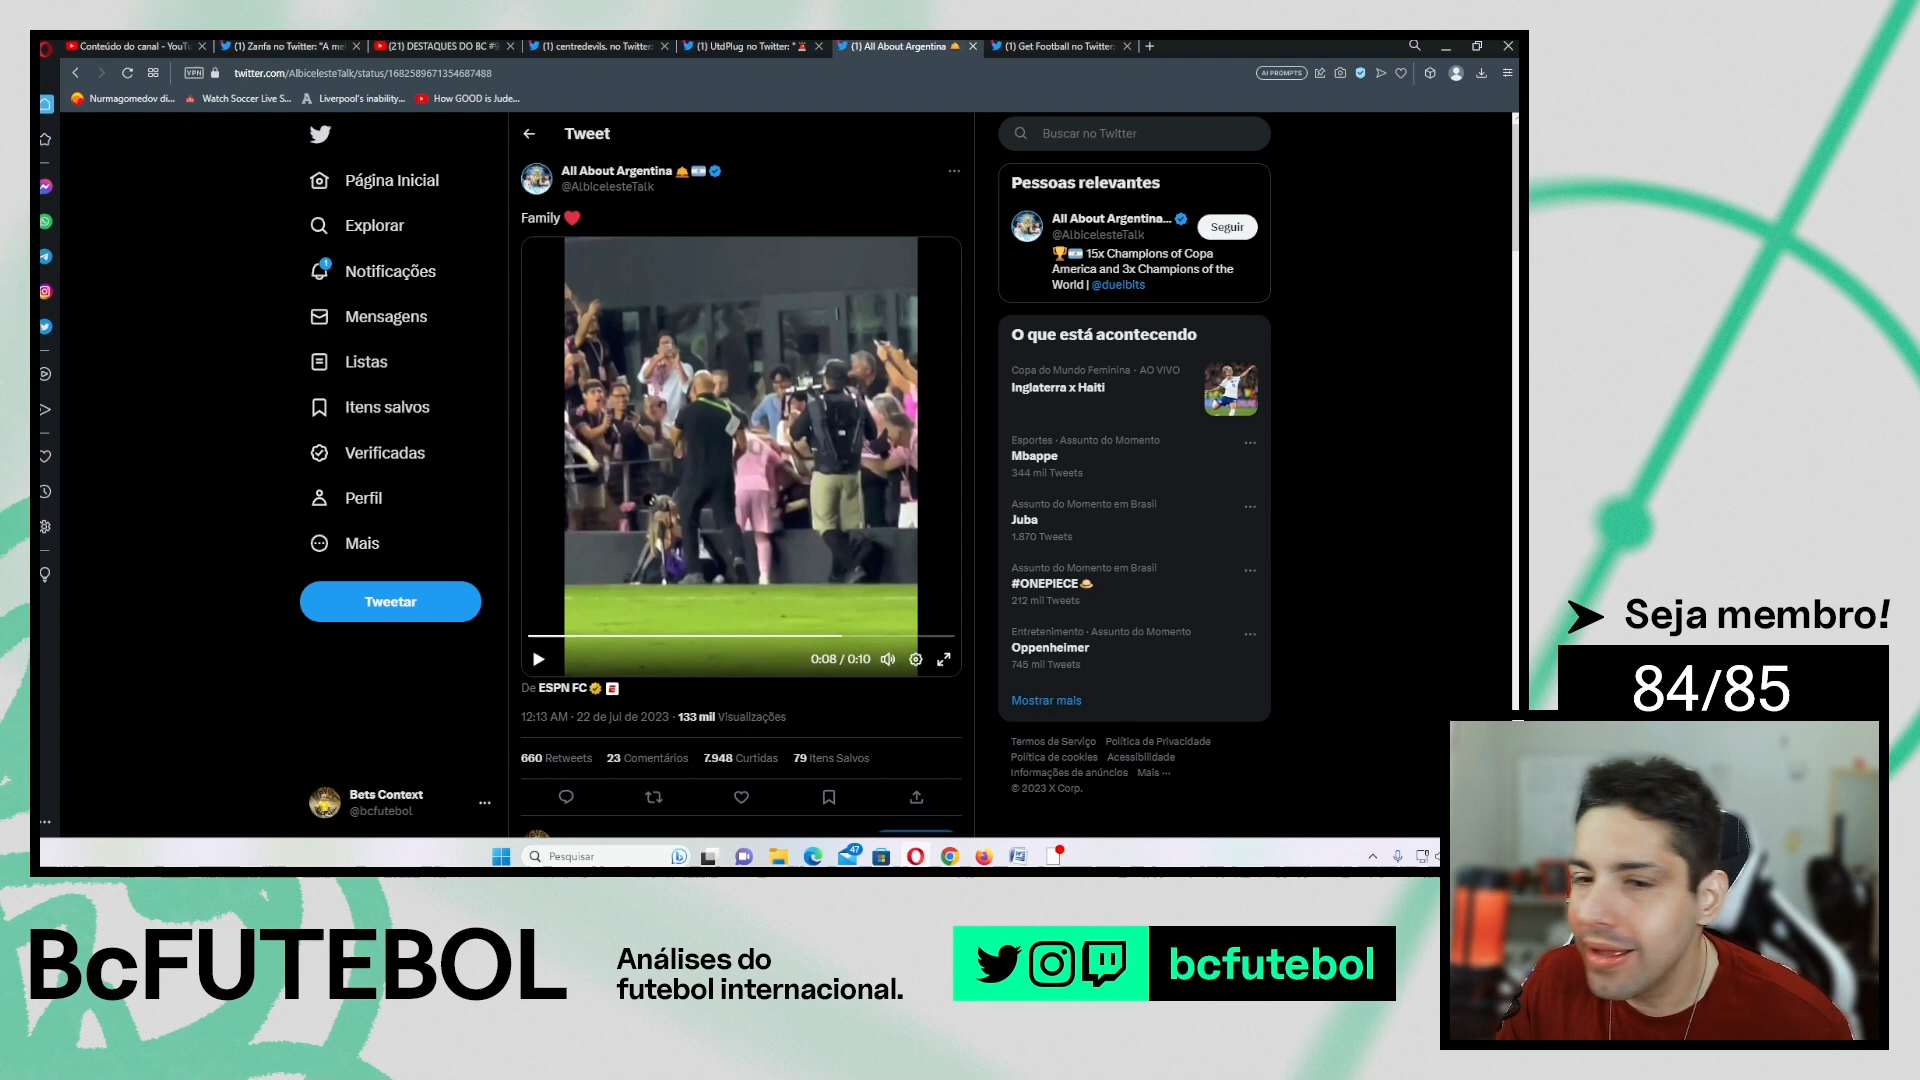 Conteúdo do canal - YouTu
(1) Zanfa no Twitter: "A me
(21) DESTAQUES DO BC #9
(1) centredevils. no Twitter:
(1) UtdPlug no Twitter: "
(1) All About Argentina
(1) Get Football no Twitter:
VPN
twitter.com/AlbicelesteTalk/status/1682589671354687488
AI PROMPTS
Nurmagomedov di...
Watch Soccer Live S...
Liverpool's inability...
How GOOD is Jude...
Página Inicial
Explorar
1
Notificações
Mensagens
Listas
Itens salvos
Verificadas
Perfil
Mais
Tweetar
Bets Context
@bcfutebol
Tweet
All About Argentina
@AlbicelesteTalk
Family
0:08 / 0:10
De ESPN FC
12:13 AM · 22 de jul de 2023 · 133 mil Visualizações
660 Retweets 23 Comentários 7.948 Curtidas 79 Itens Salvos
Buscar no Twitter
Pessoas relevantes
All About Argentina...
@AlbicelesteTalk
Seguir
15x Champions of Copa
America and 3x Champions of the
World | @duelbits
O que está acontecendo
Copa do Mundo Feminina · AO VIVO
Inglaterra x Haiti
Esportes · Assunto do Momento
Mbappe
344 mil Tweets
Assunto do Momento em Brasil
Juba
1.870 Tweets
Assunto do Momento em Brasil
#ONEPIECE
212 mil Tweets
Entretenimento · Assunto do Momento
Oppenheimer
745 mil Tweets
Mostrar mais
Termos de Serviço Política de Privacidade
Política de cookies Acessibilidade
Informações de anúncios Mais ...
© 2023 X Corp.
Pesquisar
47
Seja membro!
84/85
BcFUTEBOL
Análises do
futebol internacional.
bcfutebol